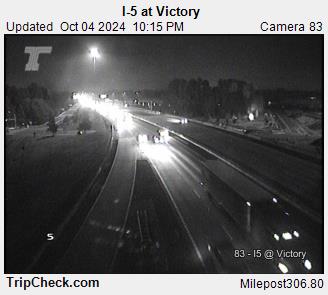 I-5 at Victory
Updated Oct 04 2024 10:15 PM Camera 83
T
S
83 - I5 @ Victory
TripCheck.com Milepost306.80